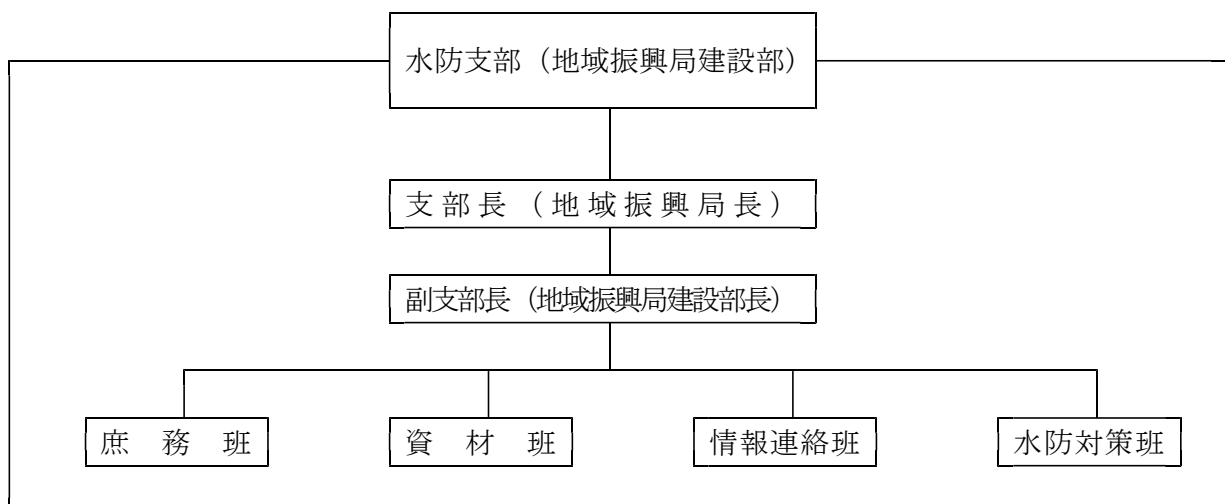 水防支部（地域振興局建設部）
支部長（地域振興局長）
副支部長（地域振興局建設部長）
庶務班
資材班
情報連絡班
水防対策班